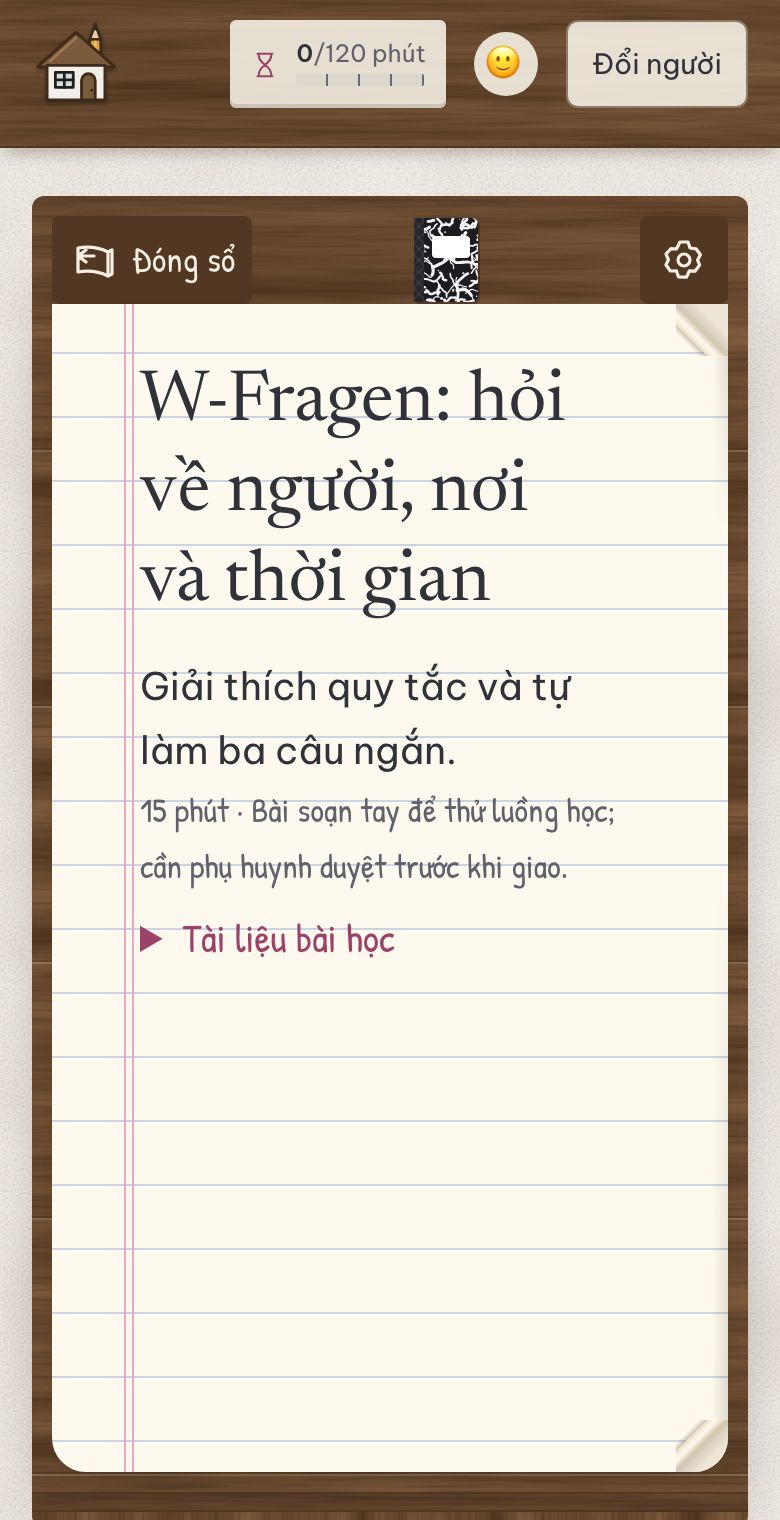 0/120 phút
Đổi người
Đóng sổ
W-Fragen: hỏi
về người, nơi
và thời gian
Giải thích quy tắc và tự
làm ba câu ngắn.
15 phút · Bài soạn tay để thử luồng học;
cần phụ huynh duyệt trước khi giao.
Tài liệu bài học